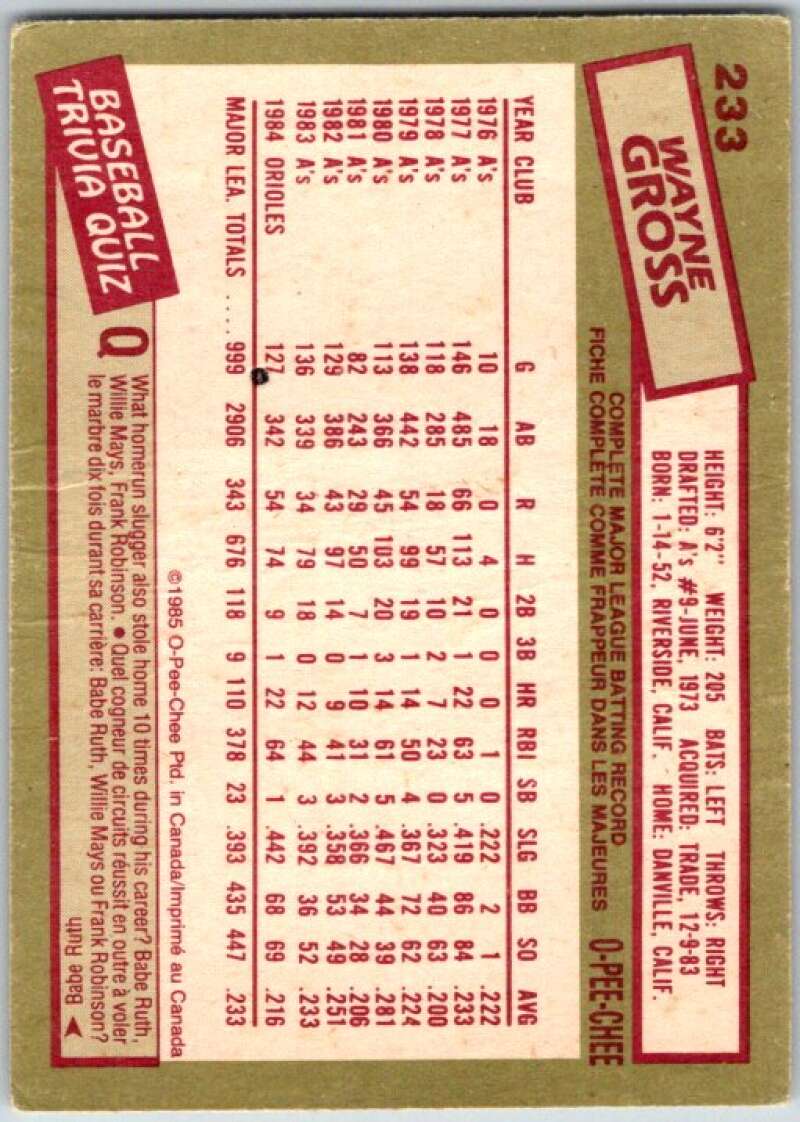 233
WAYNE
GROSS
HEIGHT: 6'2" WEIGHT: 205 BATS: LEFT THROWS: RIGHT
DRAFTED: A's #9-JUNE, 1973 ACQUIRED: TRADE, 12-9-83
BORN: 1-14-52, RIVERSIDE, CALIF. HOME: DANVILLE, CALIF.
COMPLETE MAJOR LEAGUE BATTING RECORD
FICHE COMPLÈTE COMME FRAPPEUR DANS LES MAJEURES
O-PEE-CHEE
YEAR CLUB G AB R H 2B 3B HR RBI SB SLG BB SO AVG
1976 A's 10 18 0 4 0 0 0 1 0 .222 2 1 .222
1977 A's 146 485 66 113 21 1 22 63 5 .419 86 84 .233
1978 A's 118 285 18 57 10 2 7 23 0 .323 40 63 .200
1979 A's 138 442 54 99 19 1 14 50 4 .367 72 62 .224
1980 A's 113 366 45 103 20 3 14 61 5 .467 44 39 .281
1981 A's 82 243 29 50 7 1 10 31 2 .366 34 28 .206
1982 A's 129 386 43 97 14 0 9 41 3 .358 53 49 .251
1983 A's 136 339 34 79 18 0 12 44 3 .392 36 52 .233
1984 ORIOLES 127 342 54 74 9 1 22 64 1 .442 68 69 .216
MAJOR LEA. TOTALS .... 999 2906 343 676 118 9 110 378 23 .393 435 447 .233
©1985 O-Pee-Chee Ptd. in Canada/Imprimé au Canada
BASEBALL
TRIVIA QUIZ
Q What homerun slugger also stole home 10 times during his career? Babe Ruth,
Willie Mays, Frank Robinson. ● Quel cogneur de circuits réussit en outre à voler
le marbre dix fois durant sa carrière: Babe Ruth, Willie Mays ou Frank Robinson?
Babe Ruth